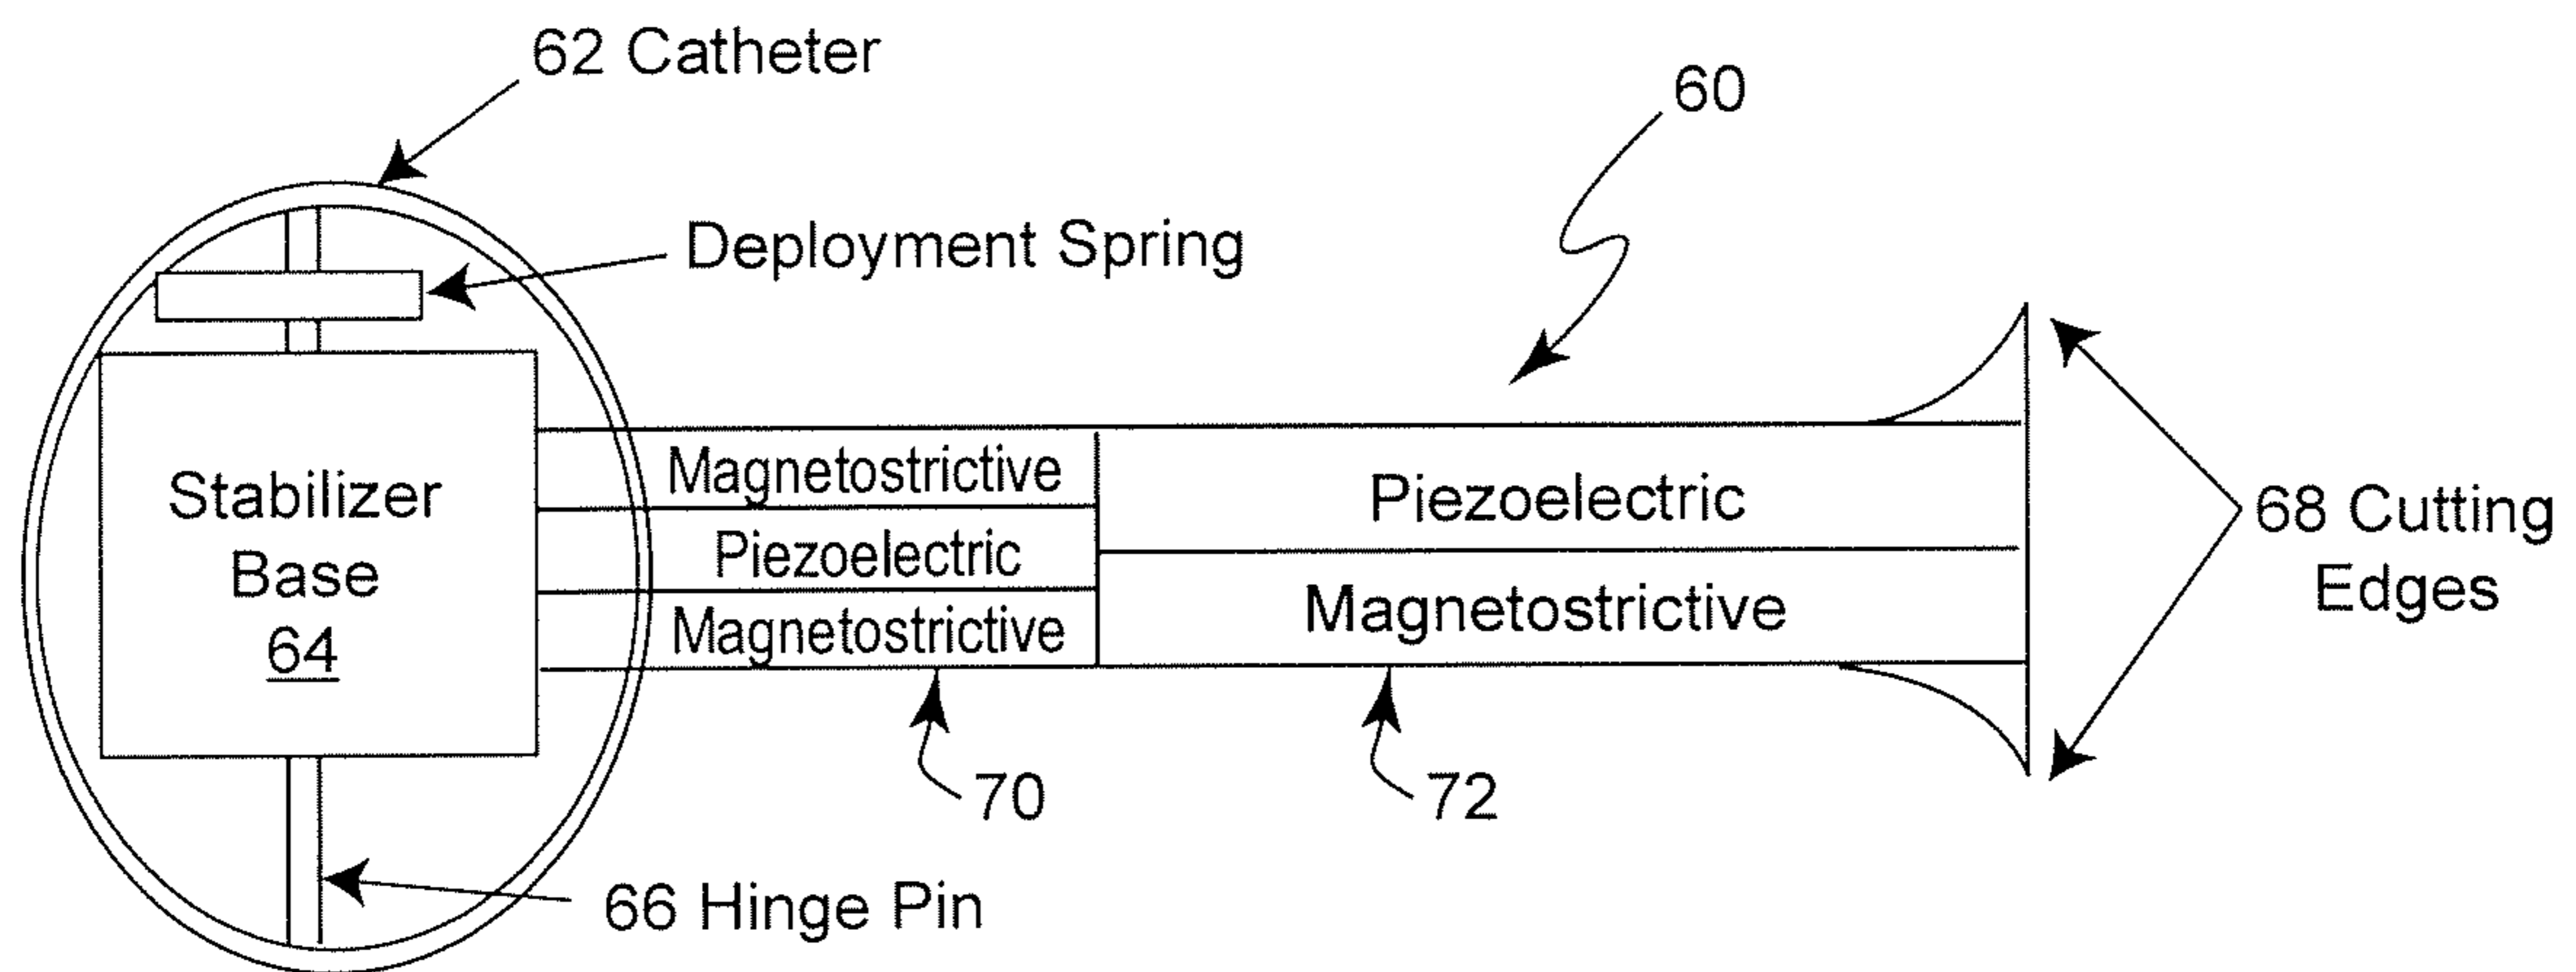 62 Catheter
60
Deployment Spring
Magnetostrictive
Piezoelectric
Magnetostrictive
Stabilizer
Base
64
Piezoelectric
Magnetostrictive
68 Cutting
Edges
70
72
66 Hinge Pin